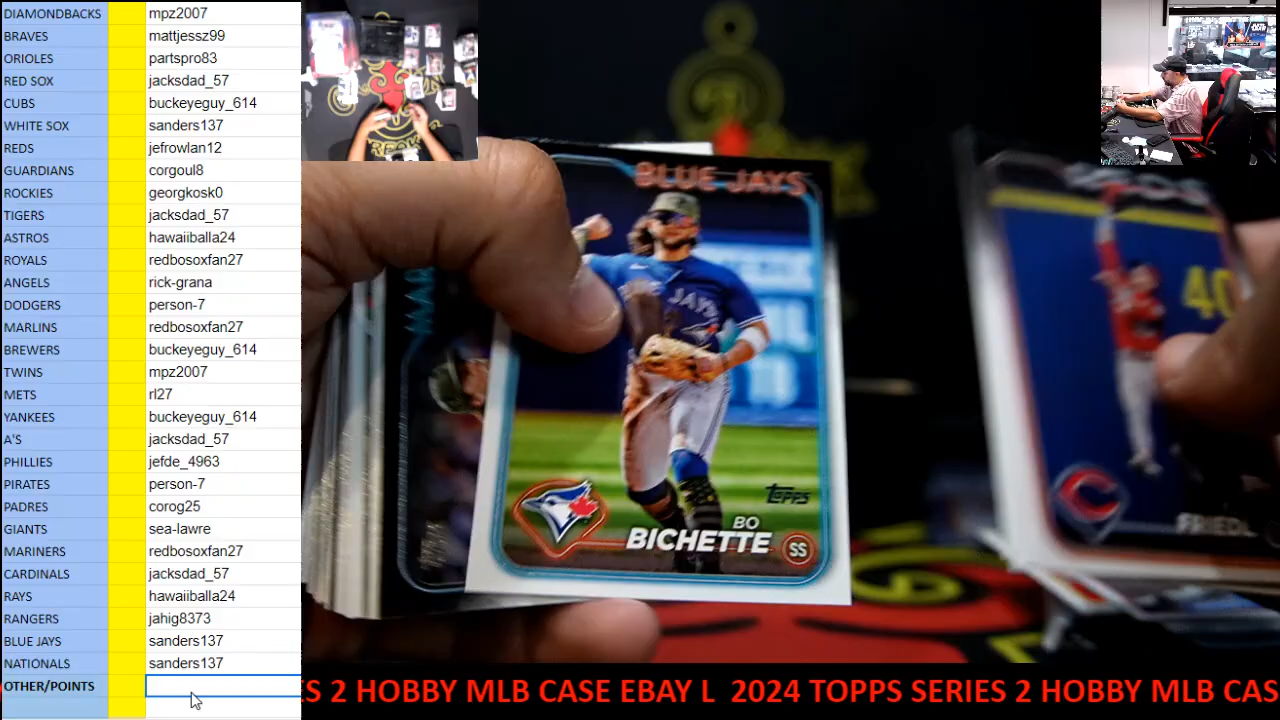 DIAMONDBACKS mpz2007
BRAVES mattjessz99
ORIOLES partspro83
RED SOX jacksdad_57
CUBS buckeyeguy_614
WHITE SOX sanders137
REDS jefrowlan12
GUARDIANS corgoul8
ROCKIES georgkosk0
TIGERS jacksdad_57
ASTROS hawaiiballa24
ROYALS redbosoxfan27
ANGELS rick-grana
DODGERS person-7
MARLINS redbosoxfan27
BREWERS buckeyeguy_614
TWINS mpz2007
METS rl27
YANKEES buckeyeguy_614
A'S jacksdad_57
PHILLIES jefde_4963
PIRATES person-7
PADRES corog25
GIANTS sea-lawre
MARINERS redbosoxfan27
CARDINALS jacksdad_57
RAYS hawaiiballa24
RANGERS jahig8373
BLUE JAYS sanders137
NATIONALS sanders137
OTHER/POINTS
BLUE JAYS
JAYS
Topps
BO
BICHETTE SS
40
FRIEDL
ES 2 HOBBY MLB CASE EBAY L 2024 TOPPS SERIES 2 HOBBY MLB CAS